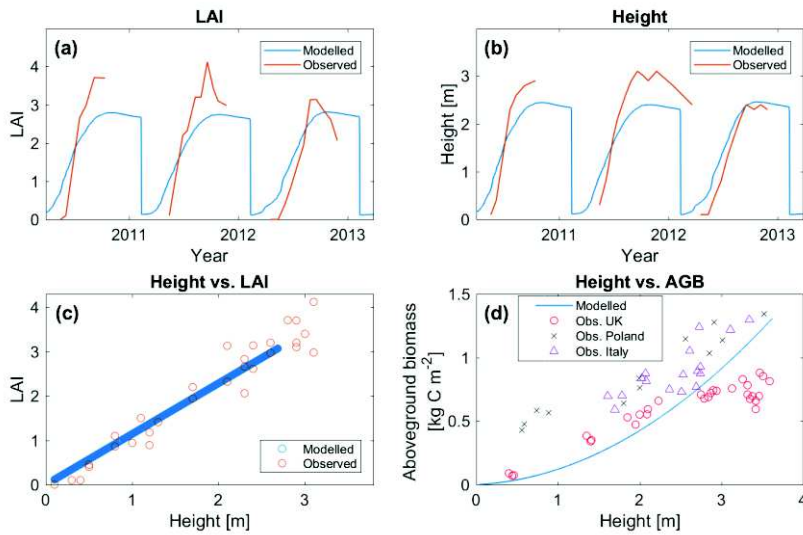 LAI
(a)
Modelled
Observed
4
3
2
1
0
LAI
2011
2012
2013
Year
Height
(b)
Modelled
Observed
4
3
2
1
0
Height [m]
2011
2012
2013
Year
Height vs. LAI
(c)
4
3
2
1
0
LAI
Modelled
Observed
0
1
2
3
Height [m]
Height vs. AGB
Modelled
Obs. UK
Obs. Poland
Obs. Italy
(d)
1.5
1
0.5
0
Aboveground biomass
[kg C m-2]
0
1
2
3
4
Height [m]